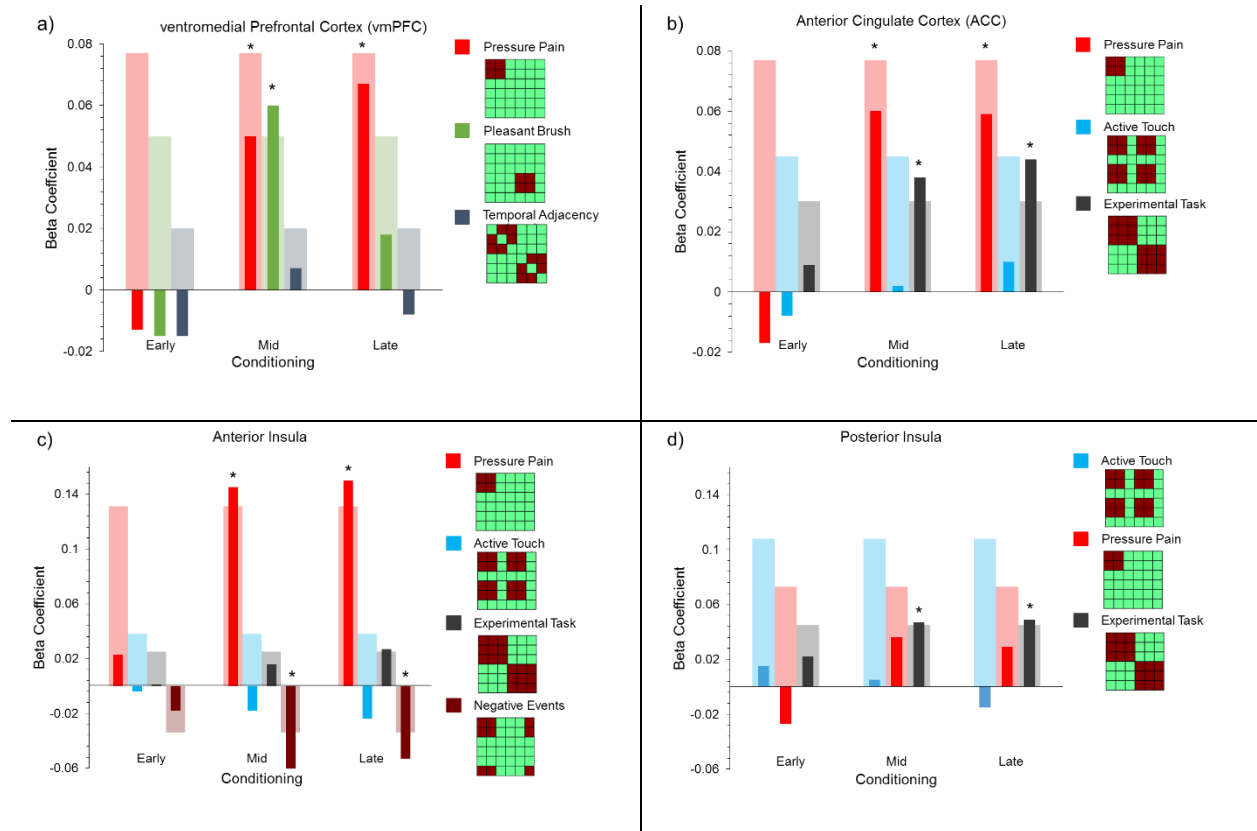 a)
ventromedial Prefrontal Cortex (vmPFC)
0.08
0.06
0.04
0.02
0
-0.02
Beta Coefficient
* * *
Early Mid Late
Conditioning
Pressure Pain
Pleasant Brush
Temporal Adjacency
b)
Anterior Cingulate Cortex (ACC)
0.08
0.06
0.04
0.02
0
-0.02
Beta Coefficient
* * * *
Early Mid Late
Conditioning
Pressure Pain
Active Touch
Experimental Task
c)
Anterior Insula
0.14
0.1
0.06
0.02
-0.02
-0.06
Beta Coefficient
* * * *
Early Mid Late
Conditioning
Pressure Pain
Active Touch
Experimental Task
Negative Events
d)
Posterior Insula
0.14
0.1
0.06
0.02
-0.02
-0.06
Beta Coefficient
* *
Early Mid Late
Conditioning
Active Touch
Pressure Pain
Experimental Task